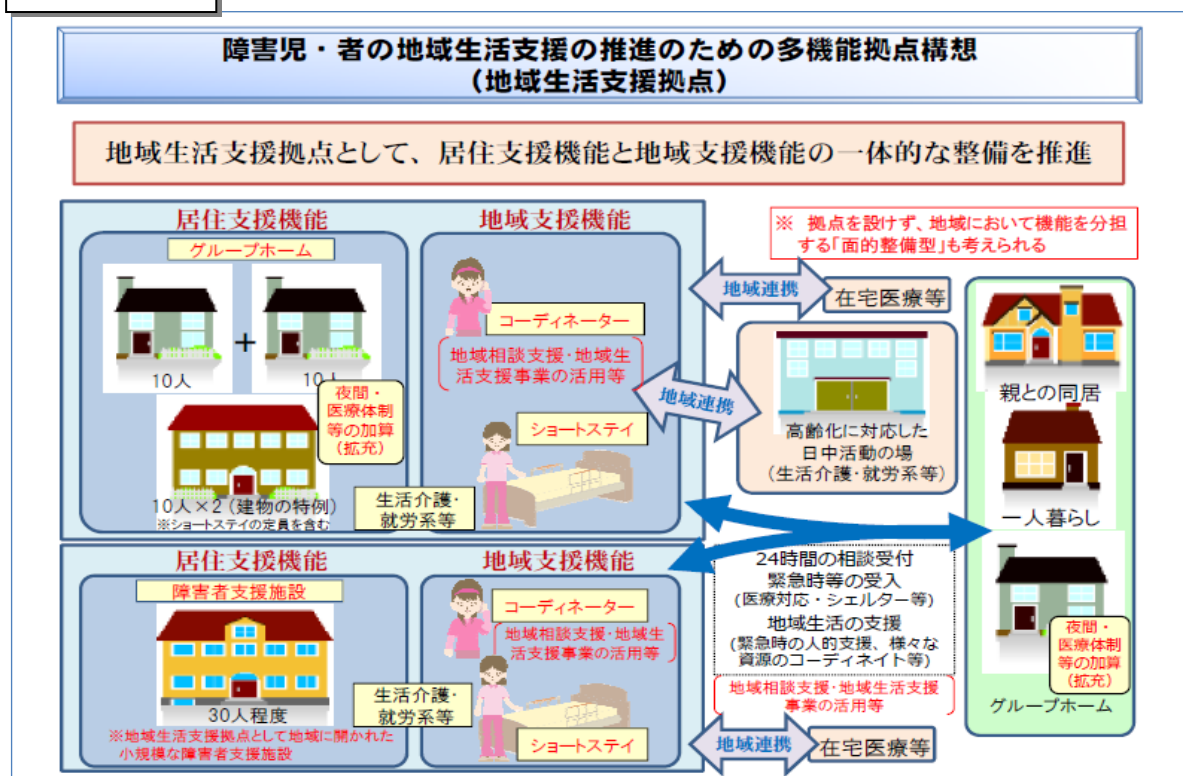 障害児・者の地域生活支援の推進のための多機能拠点構想
（地域生活支援拠点）
地域生活支援拠点として、居住支援機能と地域支援機能の一体的な整備を推進
居住支援機能
地域支援機能
グループホーム
＋
10人
10人
夜間・
医療体制
等の加算
（拡充）
10人×2（建物の特例）
※ショートステイの定員を含む
コーディネーター
地域相談支援・地域生
活支援事業の活用等
ショートステイ
生活介護・
就労系等
※　拠点を設けず、地域において機能を分担
する「面的整備型」も考えられる
地域連携
在宅医療等
地域連携
高齢化に対応した
日中活動の場
（生活介護・就労系等）
親との同居
一人暮らし
夜間・
医療体制
等の加算
（拡充）
グループホーム
居住支援機能
地域支援機能
障害者支援施設
30人程度
※地域生活支援拠点として地域に開かれた
小規模な障害者支援施設
コーディネーター
地域相談支援・地域生
活支援事業の活用等
生活介護・
就労系等
ショートステイ
24時間の相談受付
緊急時等の受入
(医療対応・シェルター等)
地域生活の支援
(緊急時の人的支援、様々な
資源のコーディネイト等)
地域相談支援・地域生活支援
事業の活用等
地域連携
在宅医療等